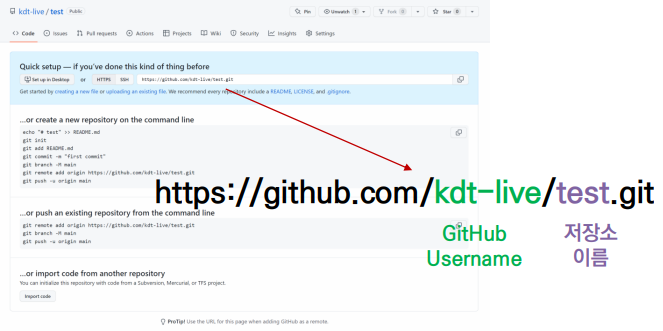 kdt-live / test Public
Pin Unwatch 1 Fork 0 Star 0
Code Issues Pull requests Actions Projects Wiki Security Insights Settings
Quick setup — if you've done this kind of thing before
Set up in Desktop or HTTPS SSH https://github.com/kdt-live/test.git
Get started by creating a new file or uploading an existing file. We recommend every repository include a README, LICENSE, and .gitignore.
...or create a new repository on the command line
echo "# test" >> README.md
git init
git add README.md
git commit -m "first commit"
git branch -M main
git remote add origin https://github.com/kdt-live/test.git
git push -u origin main
https://github.com/kdt-live/test.git
GitHub
Username
저장소
이름
...or push an existing repository from the command line
git remote add origin https://github.com/kdt-live/test.git
git branch -M main
git push -u origin main
...or import code from another repository
You can initialize this repository with code from a Subversion, Mercurial, or TFS project.
Import code
ProTip! Use the URL for this page when adding GitHub as a remote.